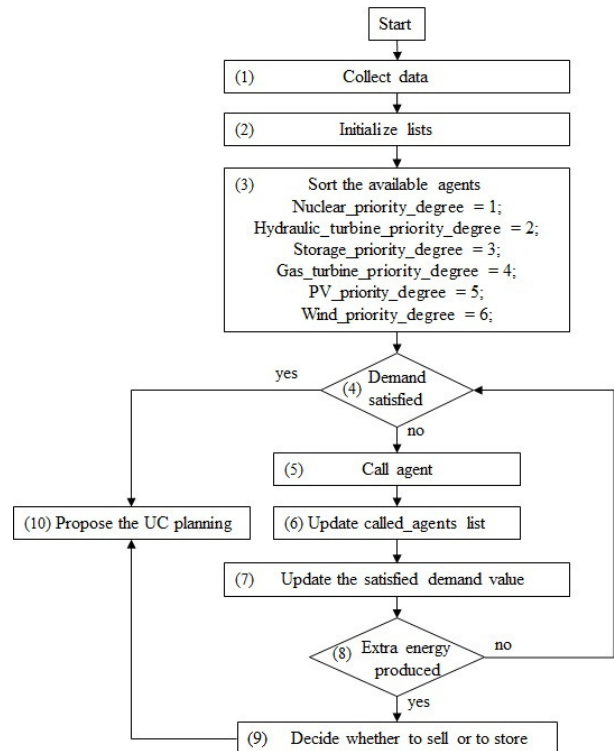 Start
(1) Collect data
(2) Initialize lists
(3) Sort the available agents
Nuclear_priority_degree = 1;
Hydraulic_turbine_priority_degree = 2;
Storage_priority_degree = 3;
Gas_turbine_priority_degree = 4;
PV_priority_degree = 5;
Wind_priority_degree = 6;
yes
(4) Demand
satisfied
no
(5) Call agent
(10) Propose the UC planning
(6) Update called_agents list
(7) Update the satisfied demand value
(8) Extra energy
produced
no
yes
(9) Decide whether to sell or to store